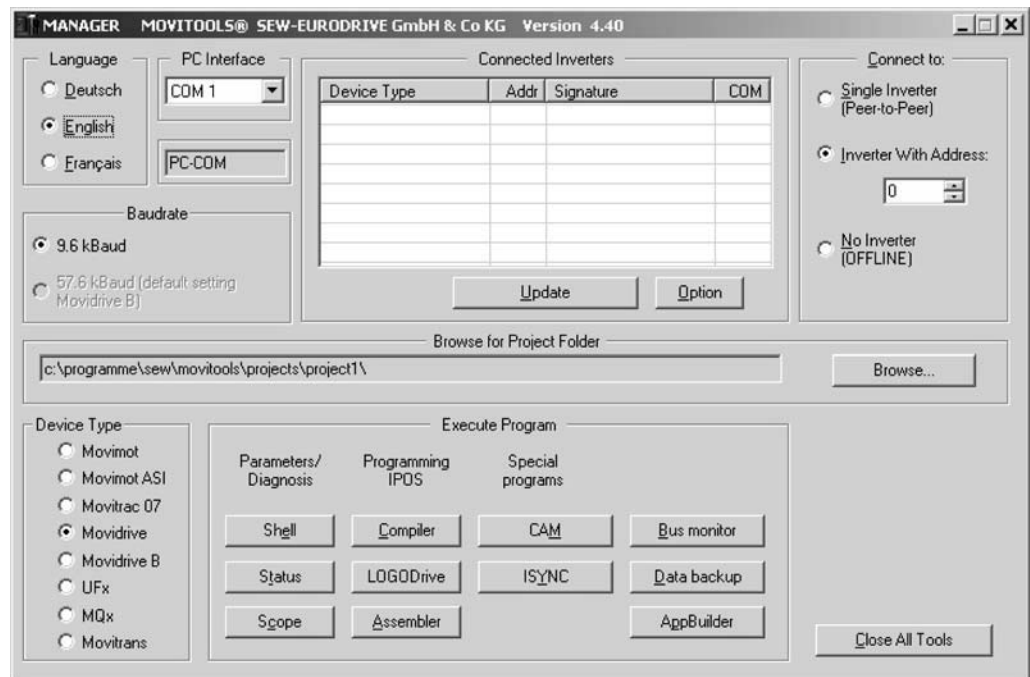 MANAGER MOVITOOLS® SEW-EURODRIVE GmbH & Co KG Version 4.40
Language
Deutsch
English
Français
PC Interface
COM 1
PC-COM
Baudrate
9.6 kBaud
57.6 kBaud (default setting
Movidrive B)
Connected Inverters
Device Type Addr Signature COM
Update Option
Connect to:
Single Inverter
(Peer-to-Peer)
Inverter With Address:
0
No Inverter
(OFFLINE)
Browse for Project Folder
c:\programme\sew\movitools\projects\project1\
Browse...
Device Type
Movimot
Movimot ASI
Movitrac 07
Movidrive
Movidrive B
UFx
MQx
Movitrans
Execute Program
Parameters/
Diagnosis
Programming
IPOS
Special
programs
Shell Compiler CAM Bus monitor
Status LOGODrive ISYNC Data backup
Scope Assembler AppBuilder
Close All Tools